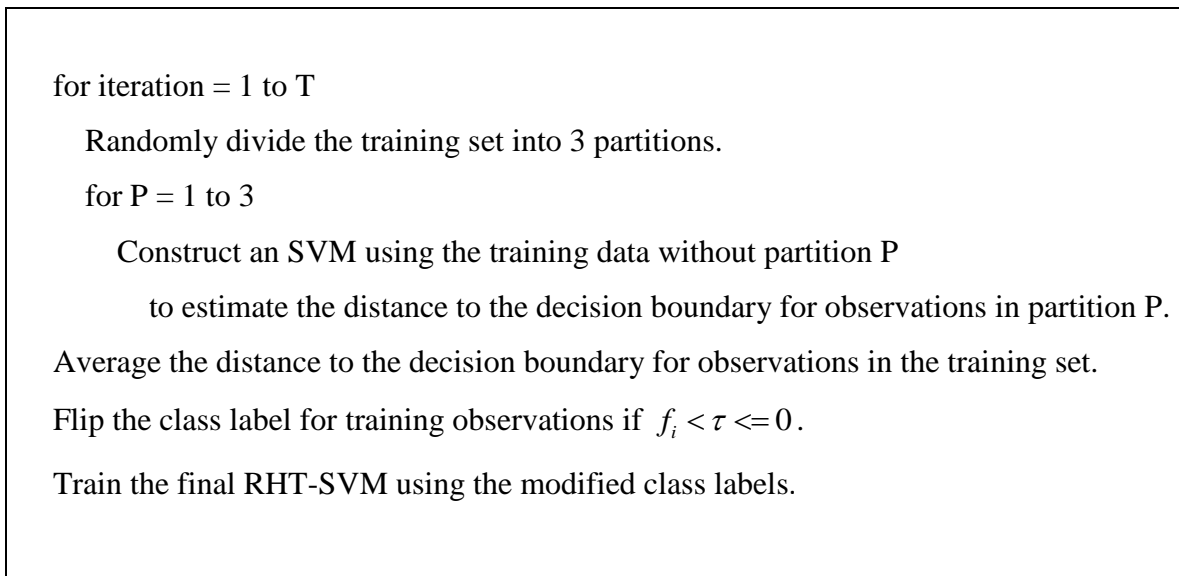 for iteration = 1 to T
Randomly divide the training set into 3 partitions.
for P = 1 to 3
Construct an SVM using the training data without partition P
to estimate the distance to the decision boundary for observations in partition P.
Average the distance to the decision boundary for observations in the training set.
Flip the class label for training observations if f_i < τ <= 0.
Train the final RHT-SVM using the modified class labels.